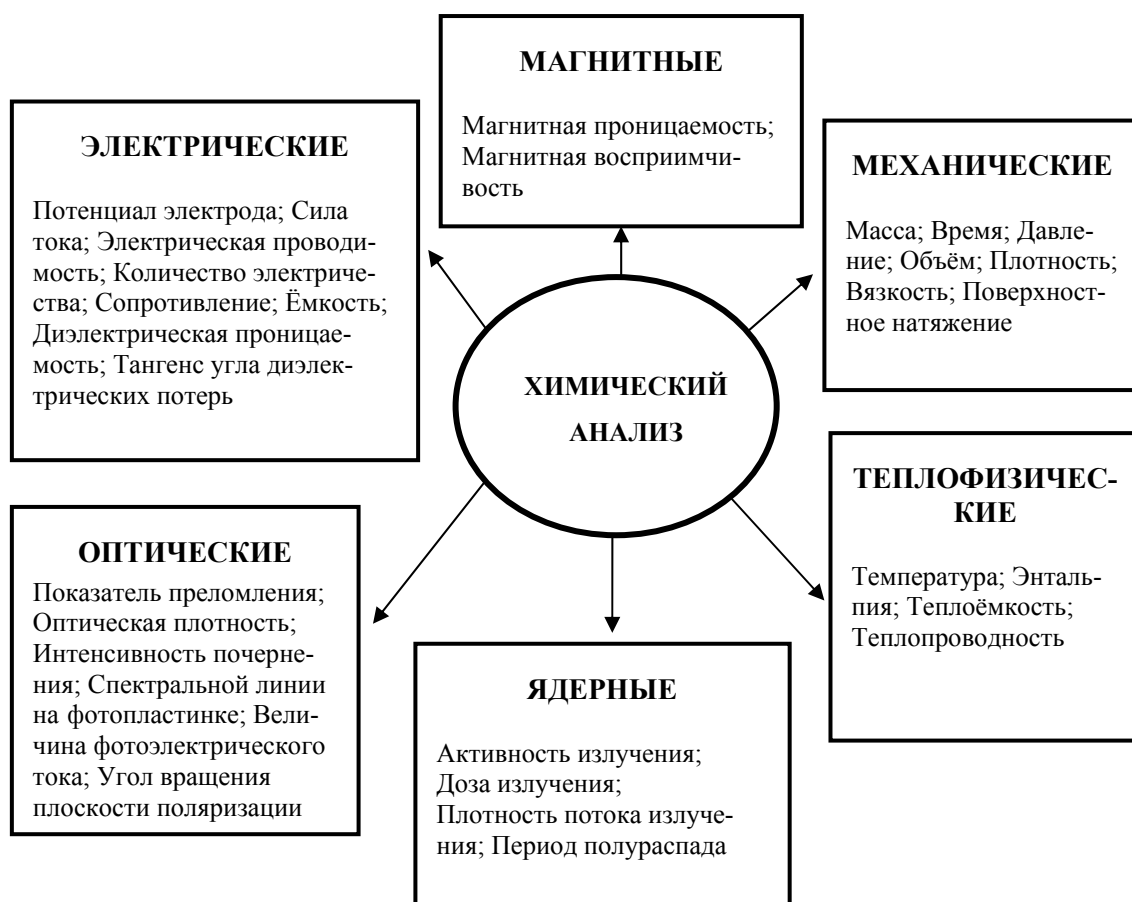 МАГНИТНЫЕ
Магнитная проницаемость;
Магнитная восприимчи-
вость
ЭЛЕКТРИЧЕСКИЕ
Потенциал электрода; Сила
тока; Электрическая проводи-
мость; Количество электриче-
ства; Сопротивление; Ёмкость;
Диэлектрическая проницае-
мость; Тангенс угла диэлек-
трических потерь
МЕХАНИЧЕСКИЕ
Масса; Время; Давле-
ние; Объём; Плотность;
Вязкость; Поверхност-
ное натяжение
ХИМИЧЕСКИЙ
АНАЛИЗ
ТЕПЛОФИЗИЧЕС-
КИЕ
Температура; Энталь-
пия; Теплоёмкость;
Теплопроводность
ОПТИЧЕСКИЕ
Показатель преломления;
Оптическая плотность;
Интенсивность почерне-
ния; Спектральной линии
на фотопластинке; Вели-
чина фотоэлектрического
тока; Угол вращения
плоскости поляризации
ЯДЕРНЫЕ
Активность излучения;
Доза излучения;
Плотность потока излуче-
ния; Период полураспада